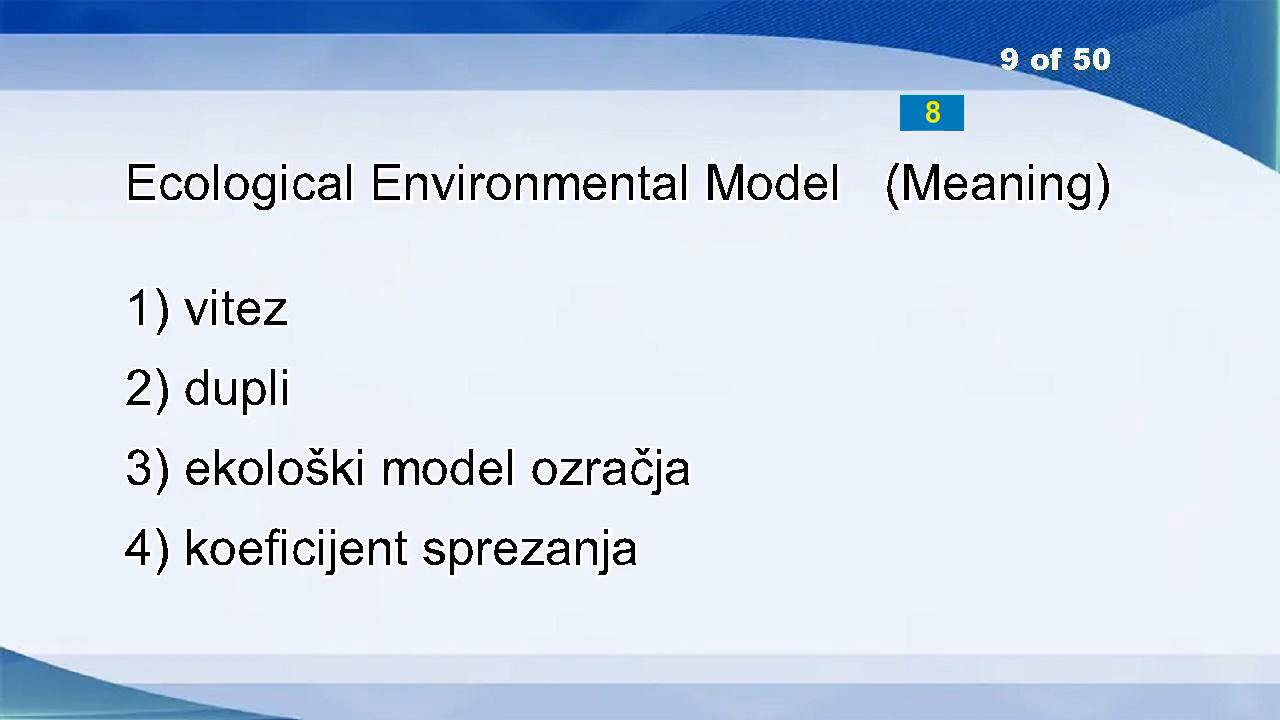 9 of 50
8
Ecological Environmental Model (Meaning)
1) vitez
2) dupli
3) ekološki model ozračja
4) koeficijent sprezanja